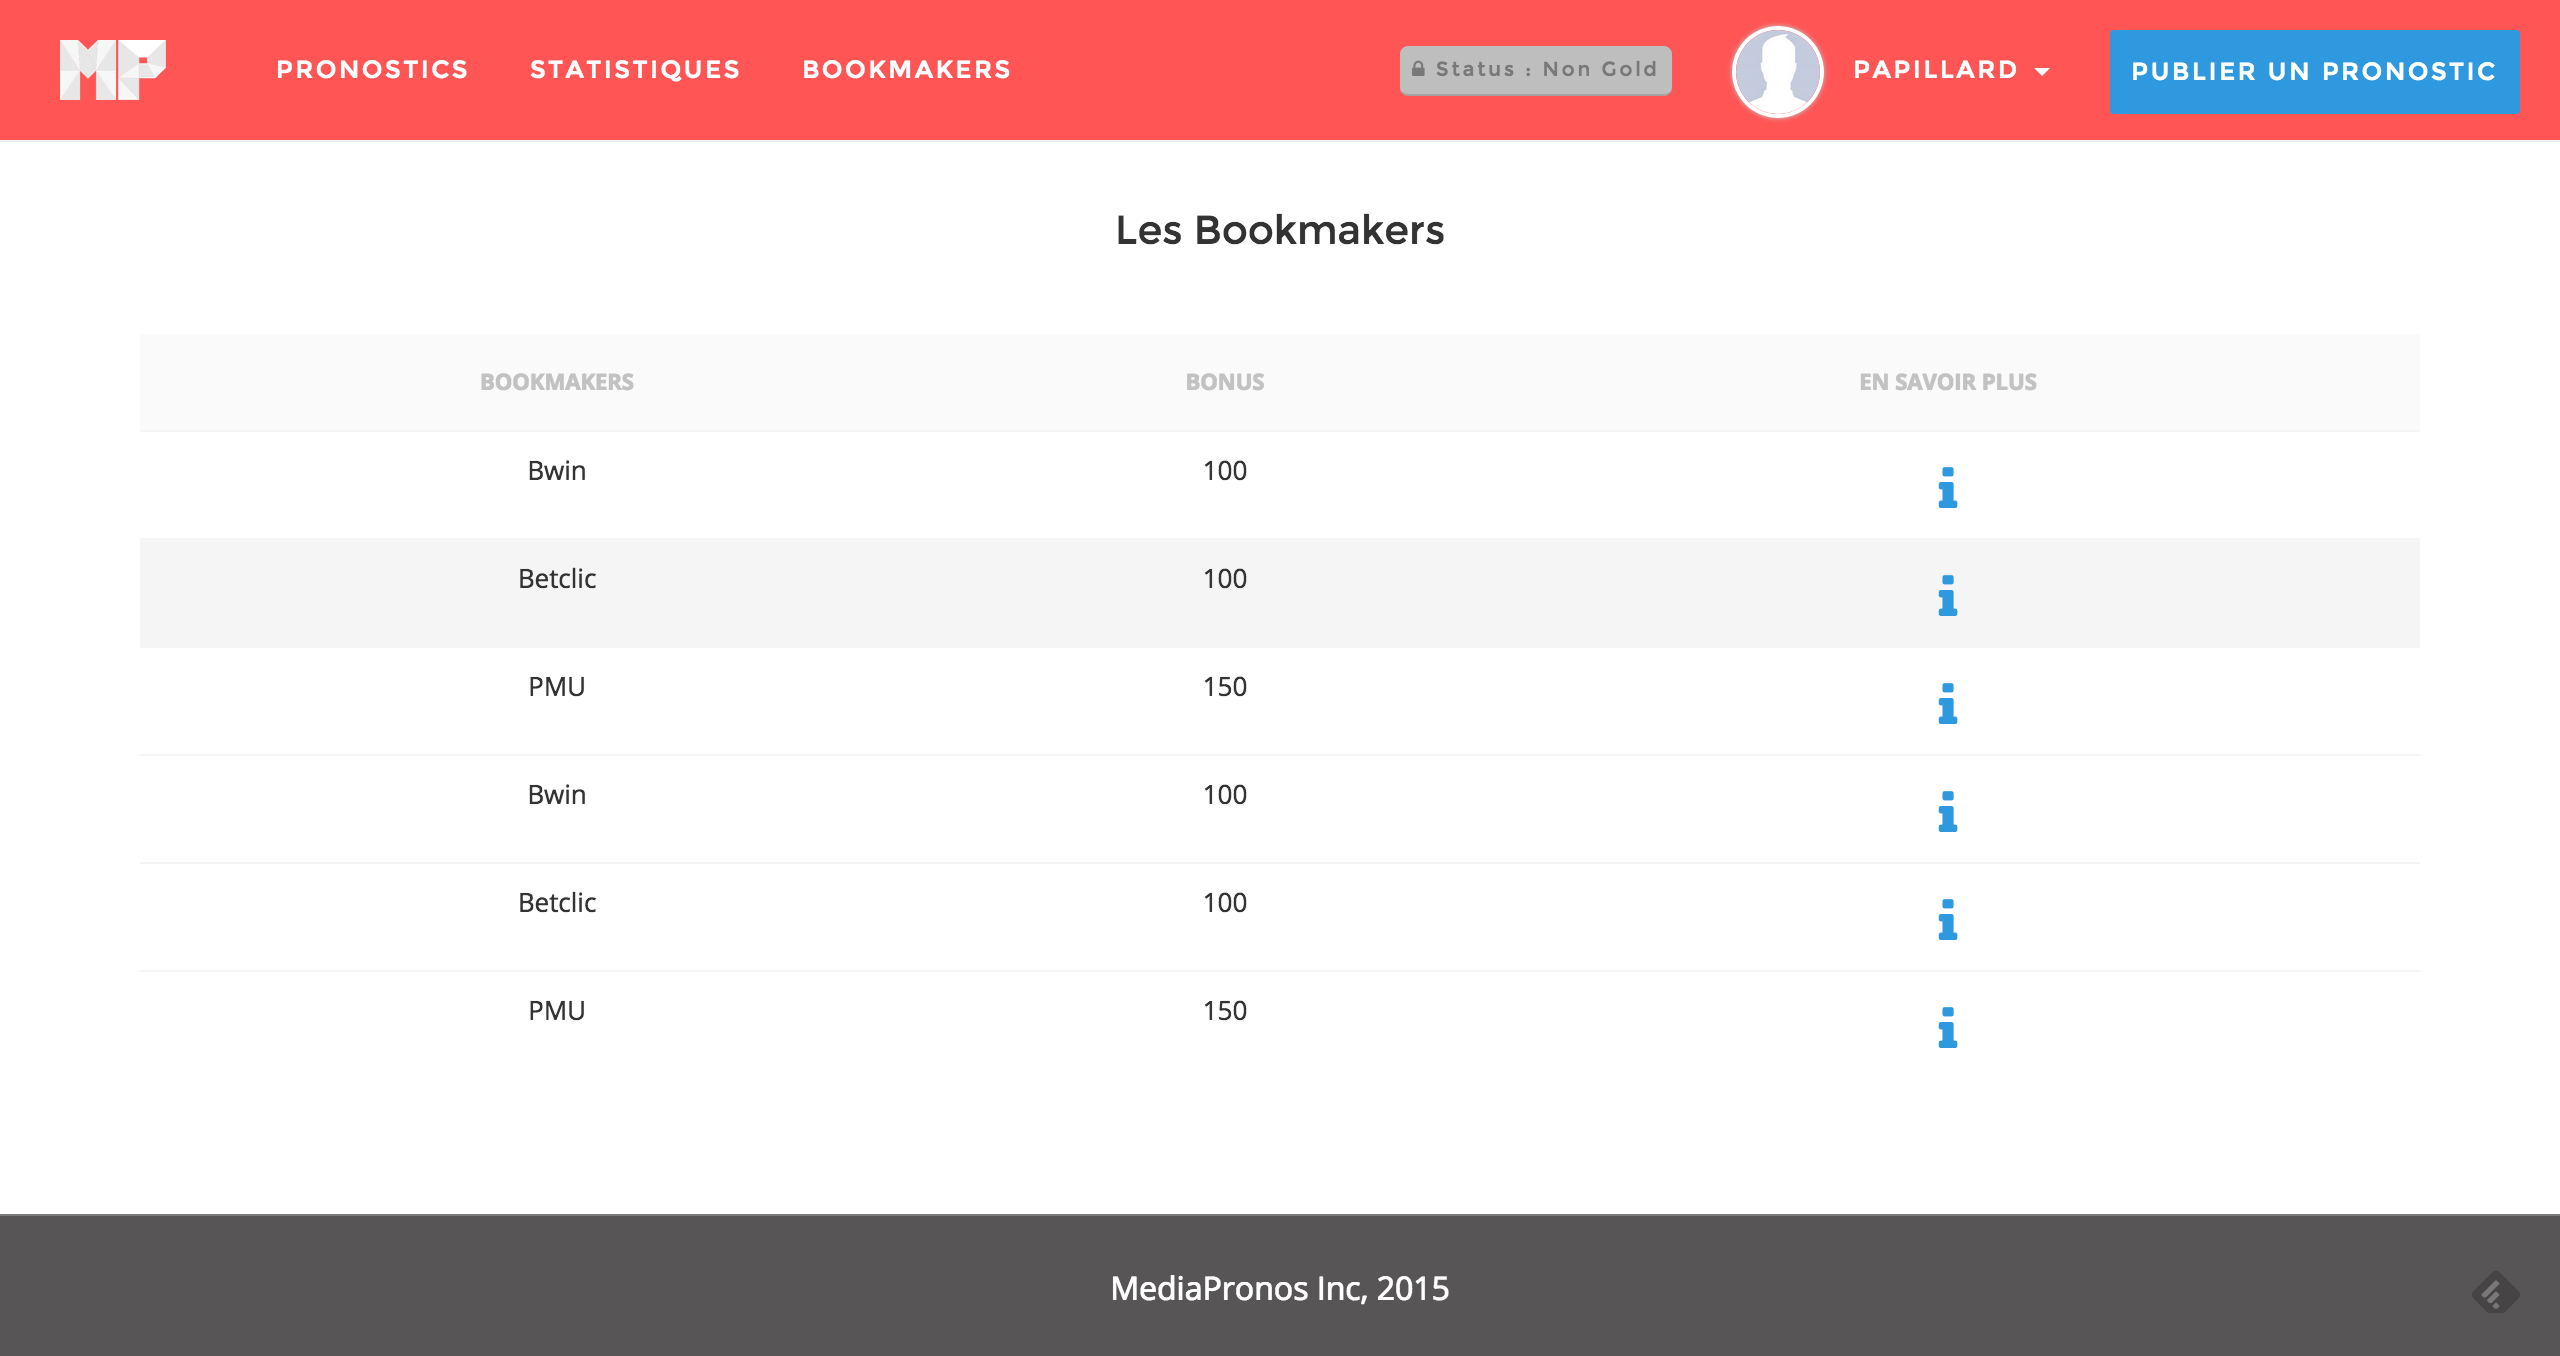 MP
PRONOSTICS STATISTIQUES BOOKMAKERS Status : Non Gold PAPILLARD PUBLIER UN PRONOSTIC
Les Bookmakers
BOOKMAKERS BONUS EN SAVOIR PLUS
Bwin 100
Betclic 100
PMU 150
Bwin 100
Betclic 100
PMU 150
MediaPronos Inc, 2015